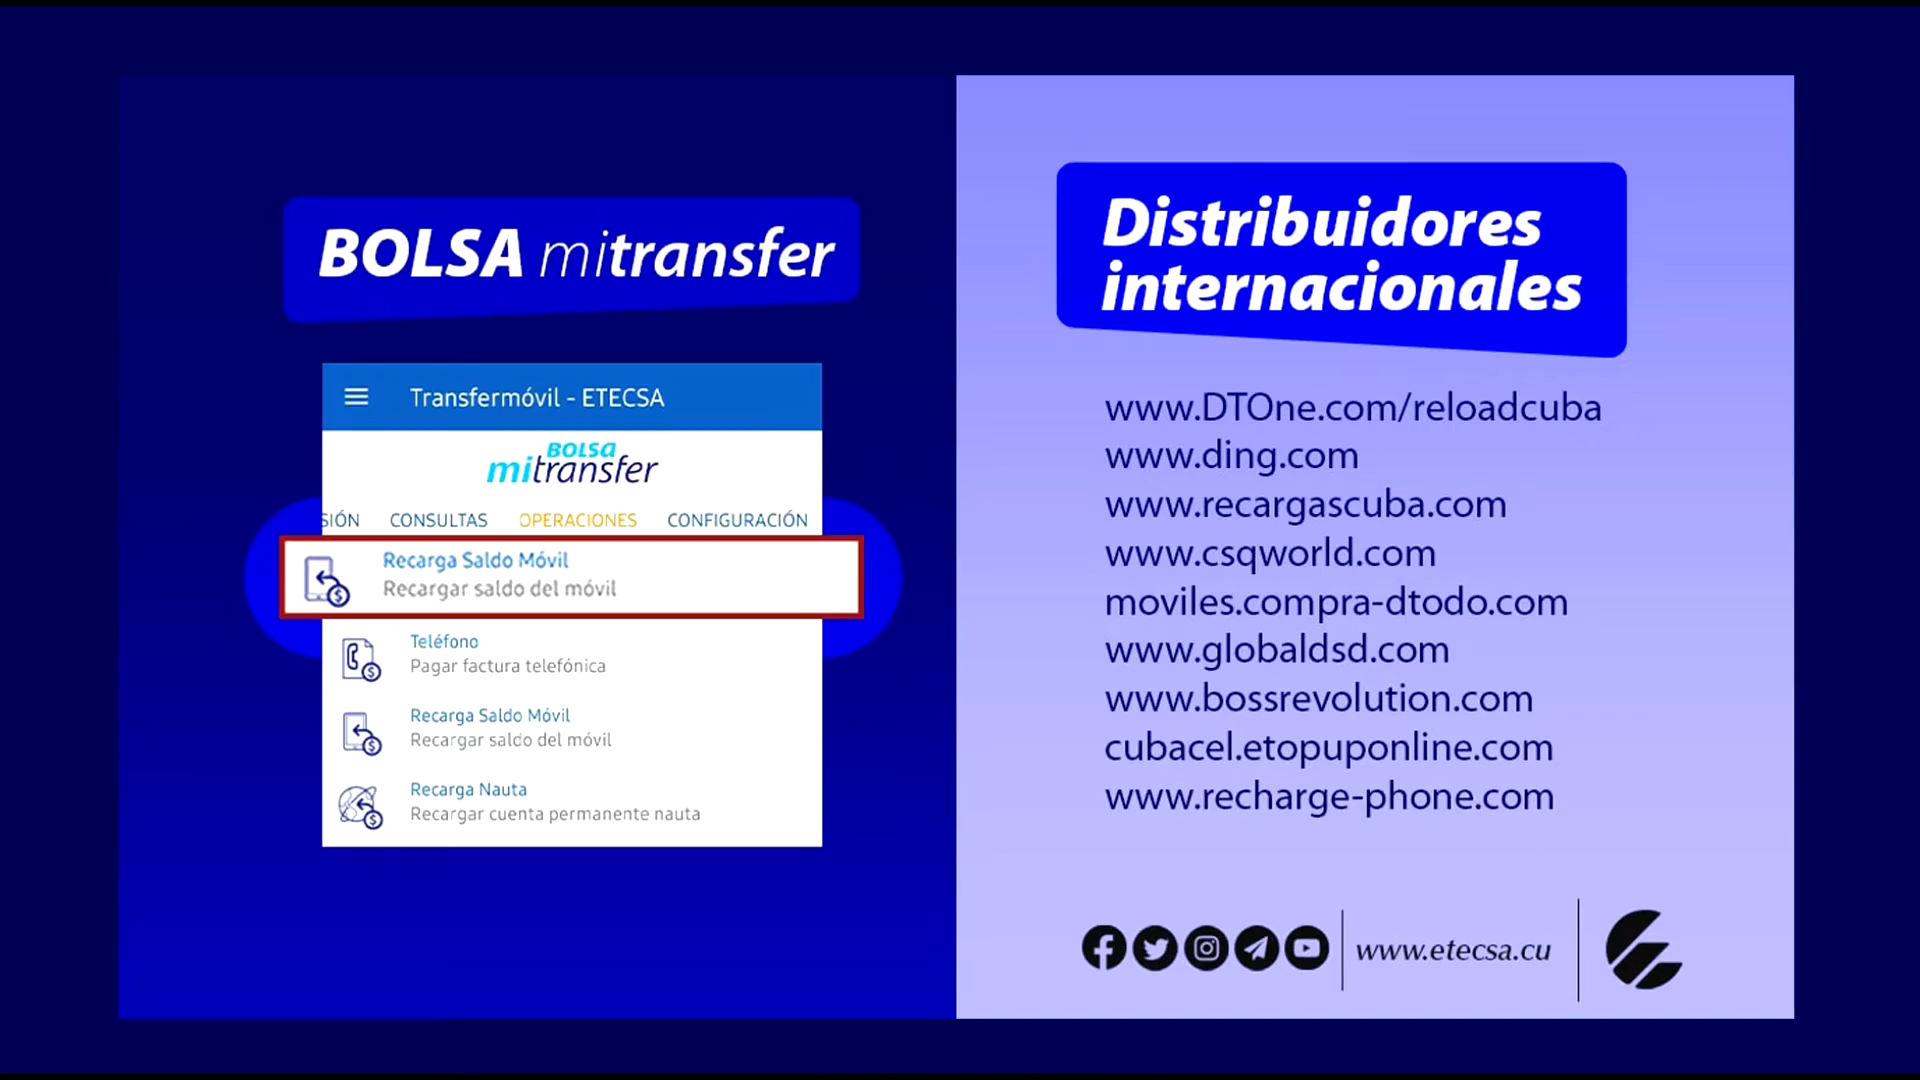 BOLSA mitransfer
Transfermóvil - ETECSA
BOLSA
mitransfer
SIÓN CONSULTAS OPERACIONES CONFIGURACIÓN
Recarga Saldo Móvil
Recargar saldo del móvil
Teléfono
Pagar factura telefónica
Recarga Saldo Móvil
Recargar saldo del móvil
Recarga Nauta
Recargar cuenta permanente nauta
Distribuidores
internacionales
www.DTOne.com/reloadcuba
www.ding.com
www.recargascuba.com
www.csqworld.com
moviles.compra-dtodo.com
www.globaldsd.com
www.bossrevolution.com
cubacel.etopuponline.com
www.recharge-phone.com
www.etecsa.cu